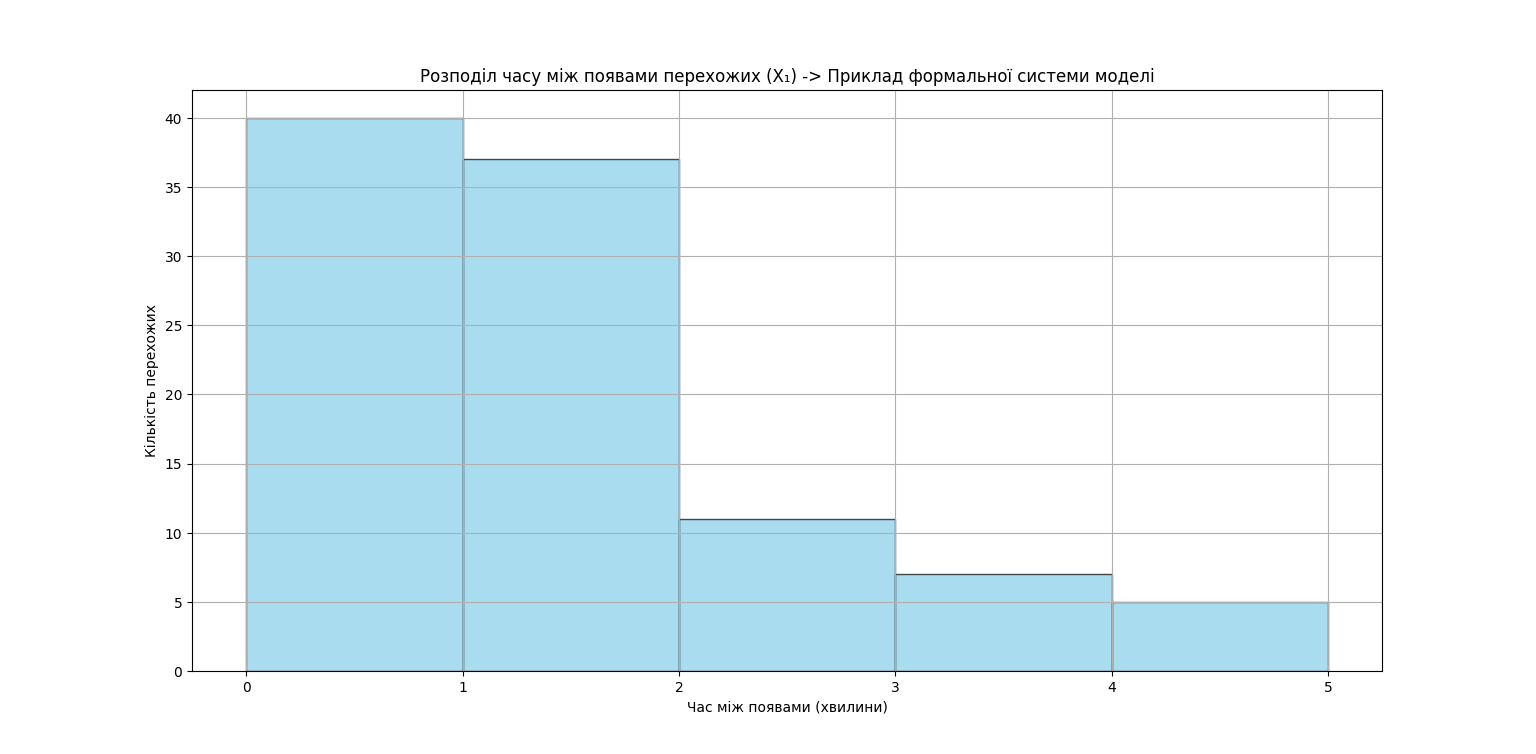 Розподіл часу між появами перехожих (X₁) -> Приклад формальної системи моделі
Кількість перехожих
40
35
30
25
20
15
10
5
0
0 1 2 3 4 5
Час між появами (хвилини)